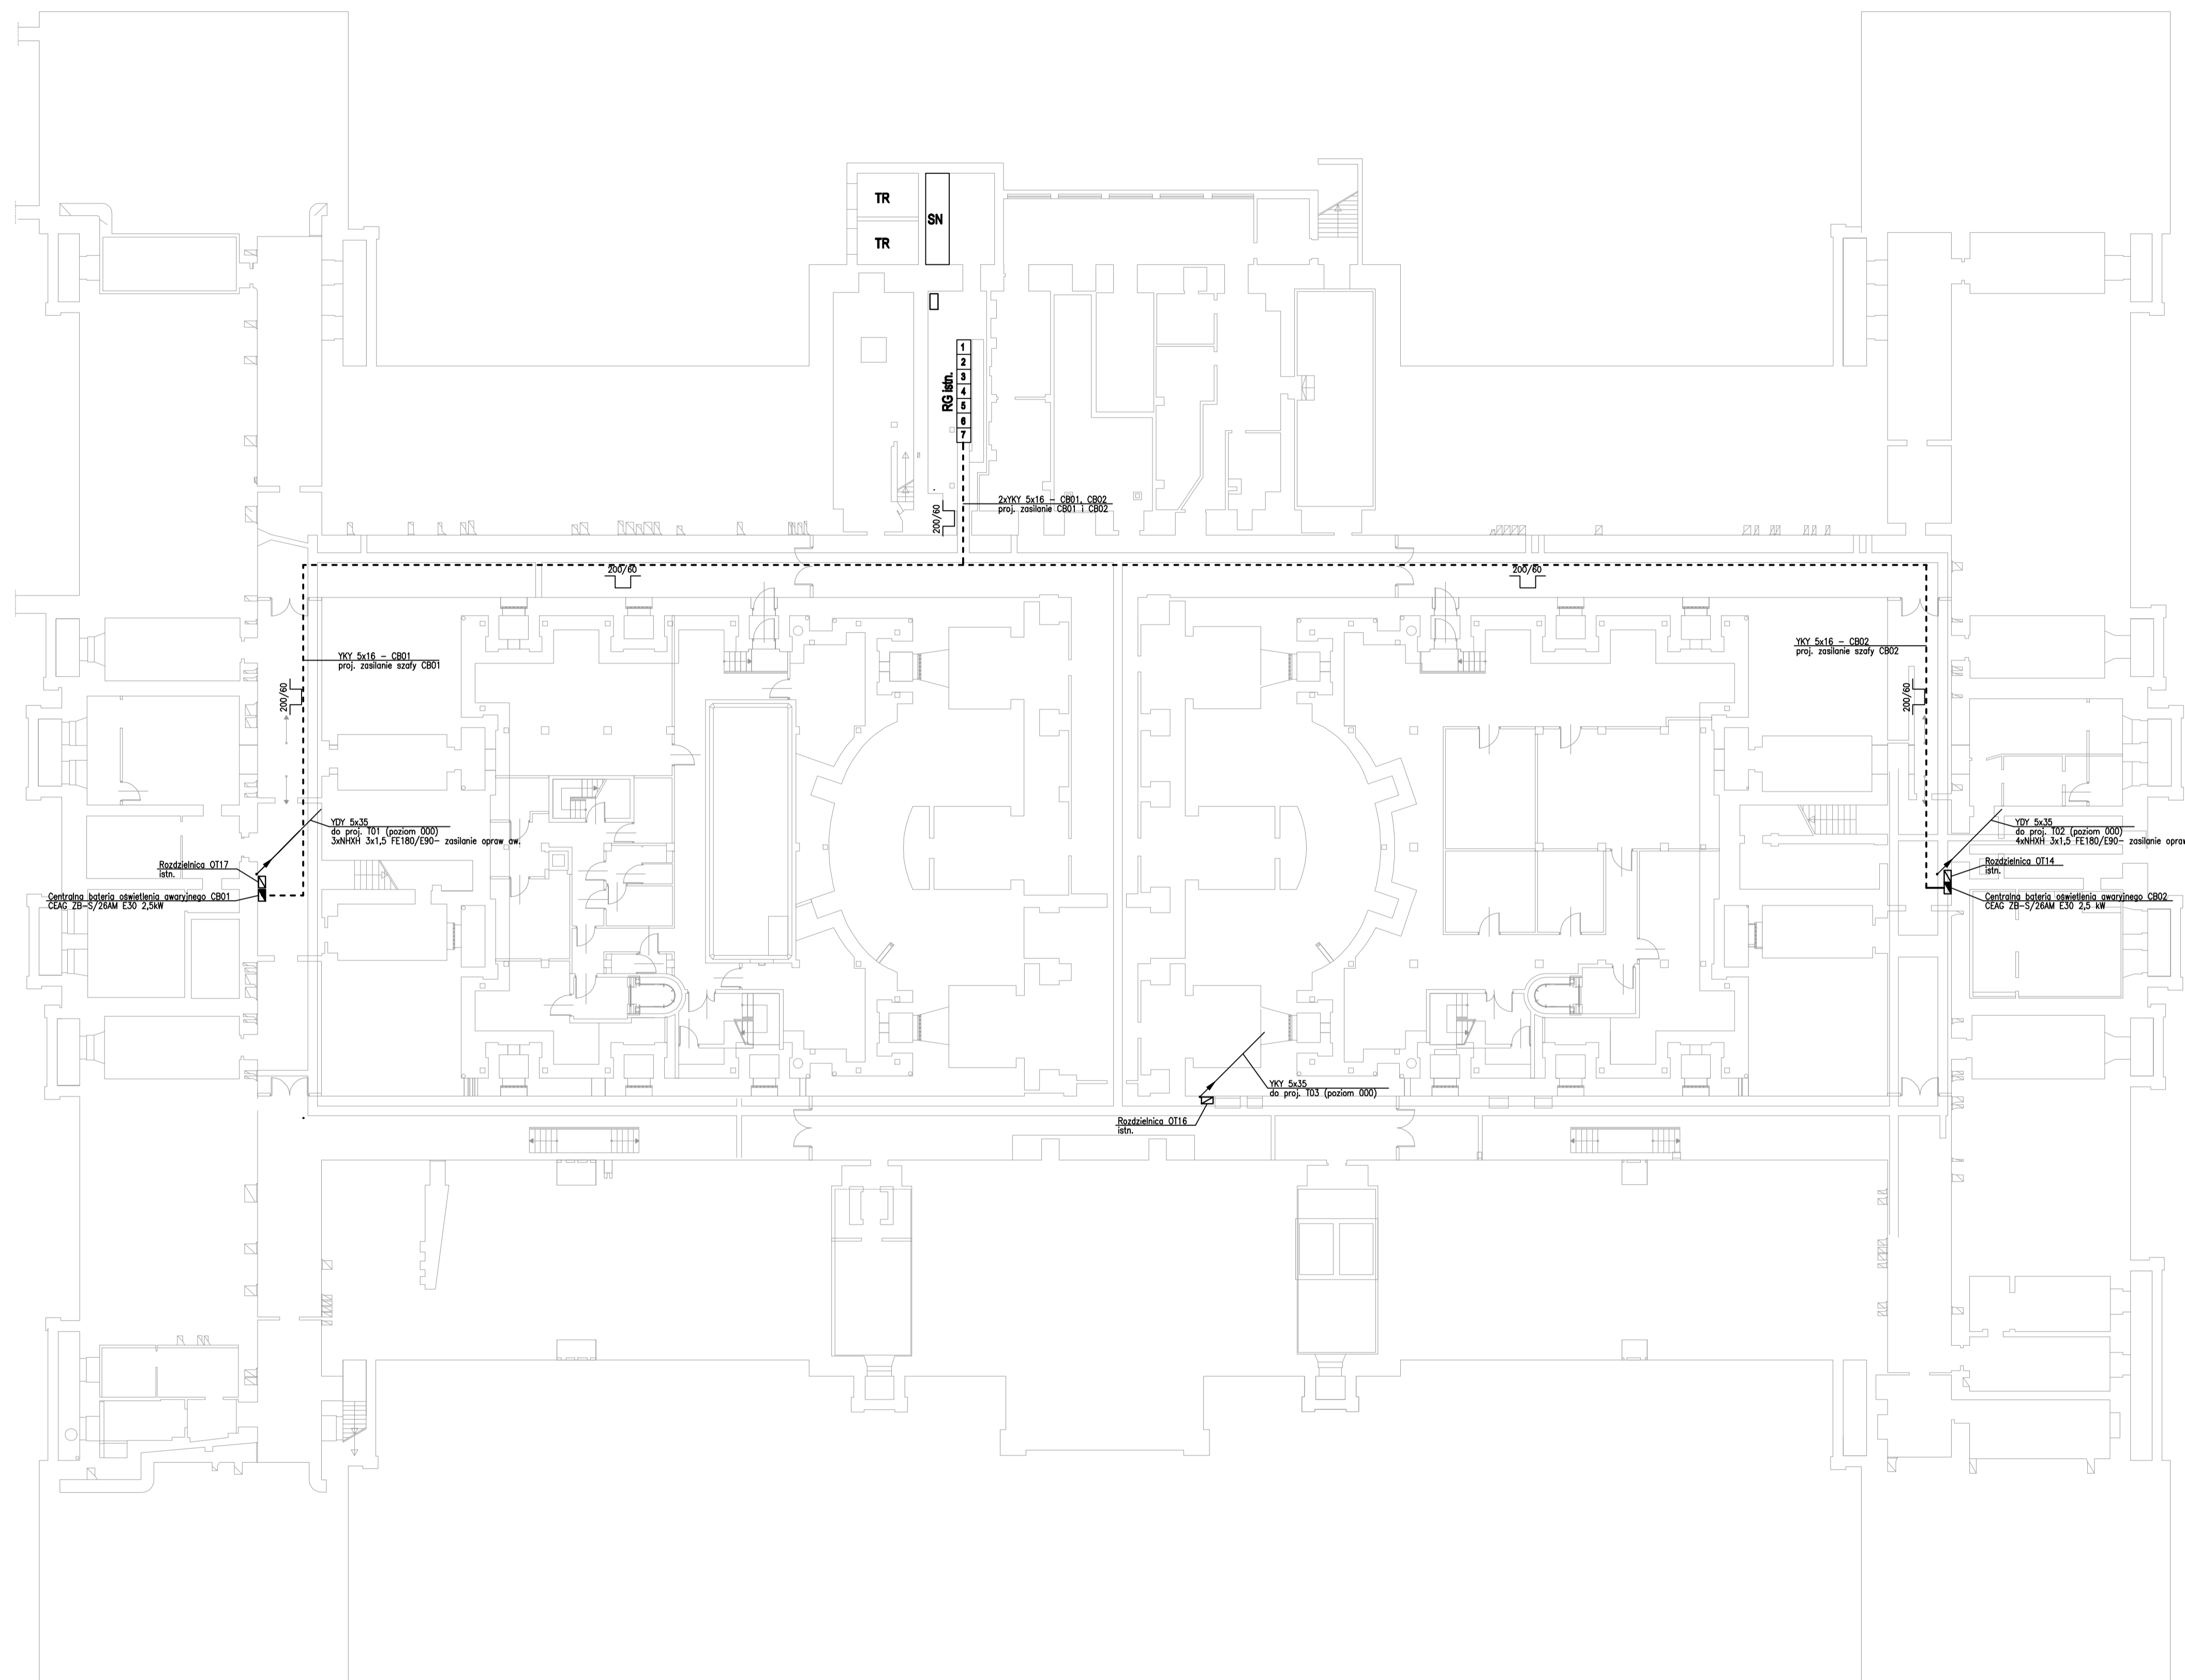 TR
SN
TR
1
2
3
4
5
6
7
RG istn.
2xYKY 5x16 – CB01, CB02
proj. zasilanie CB01 i CB02
200/60
200/60
200/60
YKY 5x16 – CB01
proj. zasilanie szafy CB01
YKY 5x16 – CB02
proj. zasilanie szafy CB02
200/60
200/60
YDY 5x35
do proj. T01 (poziom 000)
3xNHXH 3x1,5 FE180/E90– zasilanie opraw aw.
YDY 5x35
do proj. T02 (poziom 000)
4xNHXH 3x1,5 FE180/E90– zasilanie opraw
Rozdzielnica OT17
istn.
Rozdzielnica OT14
istn.
Centralna bateria oświetlenia awaryjnego CB01
CEAG ZB–S/26AM E30 2,5kW
Centralna bateria oświetlenia awaryjnego CB02
CEAG ZB–S/26AM E30 2,5 kW
YKY 5x35
do proj. T03 (poziom 000)
Rozdzielnica OT16
istn.